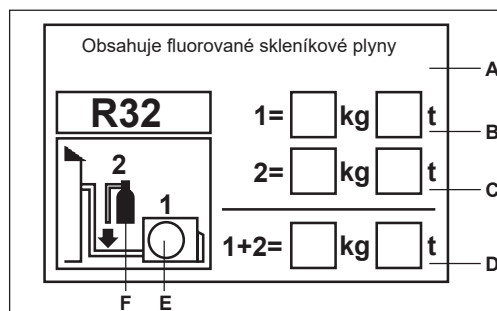 Obsahuje fluorované skleníkové plyny
A
R32
1= kg t
B
2
1
2= kg t
C
1+2= kg t
D
F
E